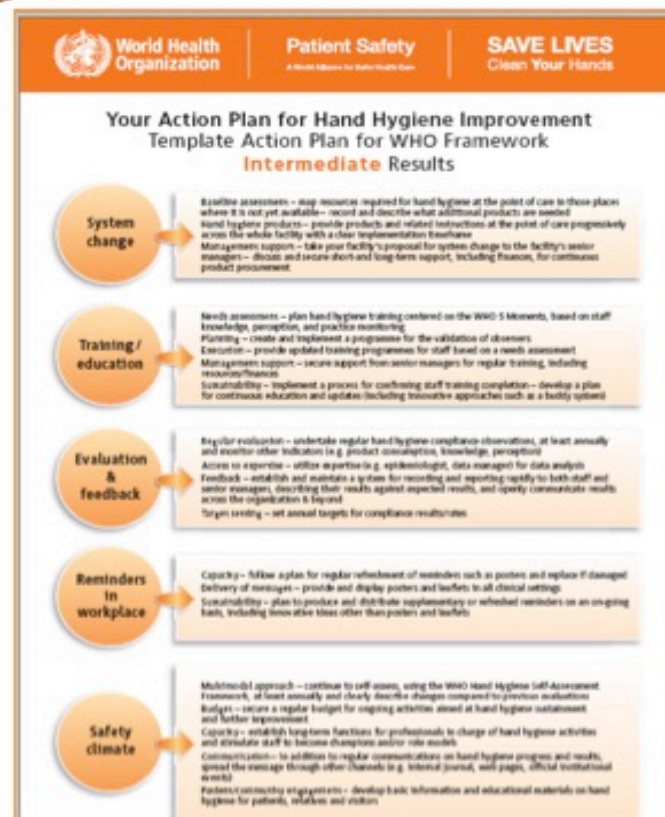 World Health
Organization
Patient Safety
A World Alliance for Safer Health Care
SAVE LIVES
Clean Your Hands
Your Action Plan for Hand Hygiene Improvement
Template Action Plan for WHO Framework
Intermediate Results
System
change
Baseline assessment – map resources required for hand hygiene at the point of care in those places
where it is not yet available – record and describe what additional products are needed
Hand hygiene products – provide products and related instructions at the point of care progressively
across the whole facility with a clear implementation timeframe
Management support – take your facility's proposal for system change to the facility's senior
managers – discuss and secure short-and long-term support, including finances, for continuous
product procurement
Training/
education
Needs assessment – plan hand hygiene training centered on the WHO 5 Moments, based on staff
knowledge, perception, and practice monitoring
Planning – create and implement a programme for the validation of observers
Execution – provide updated training programmes for staff based on a needs assessment
Management support – secure support from senior managers for regular training, including
resources/finances
Sustainability – implement a process for confirming staff training completion – develop a plan
for continuous education and updates (including innovative approaches such as a buddy system)
Evaluation
&
feedback
Regular evaluation – undertake regular hand hygiene compliance observations, at least annually
and monitor other indicators (e.g. product consumption, knowledge, perception)
Access to expertise – utilize expertise (e.g. epidemiologist, data manager) for data analysis
Feedback – establish and maintain a system for recording and reporting rapidly to both staff and
senior managers, describing their results against expected results, and openly communicate results
across the organization & beyond
Target setting – set annual targets for compliance results/rates
Reminders
in
workplace
Capacity – follow a plan for regular refreshment of reminders such as posters and replace if damaged
Delivery of messages – provide and display posters and leaflets in all clinical settings
Sustainability – plan to produce and distribute supplementary or refreshed reminders on an on-going
basis, including innovative ideas other than posters and leaflets
Safety
climate
Multimodal approach – continue to self-assess, using the WHO Hand Hygiene Self-Assessment
Framework, at least annually and clearly describe changes compared to previous evaluations
Budget – secure a regular budget for ongoing activities aimed at hand hygiene sustainment
and further improvement
Capacity – establish long-term functions for professionals in charge of hand hygiene activities
and stimulate staff to become champions and/or role models
Communication – in addition to regular communications on hand hygiene progress and results,
spread the message through other channels (e.g. internal journal, web pages, official institutional
events)
Patient/community engagement – develop basic information and educational materials on hand
hygiene for patients, relatives and visitors